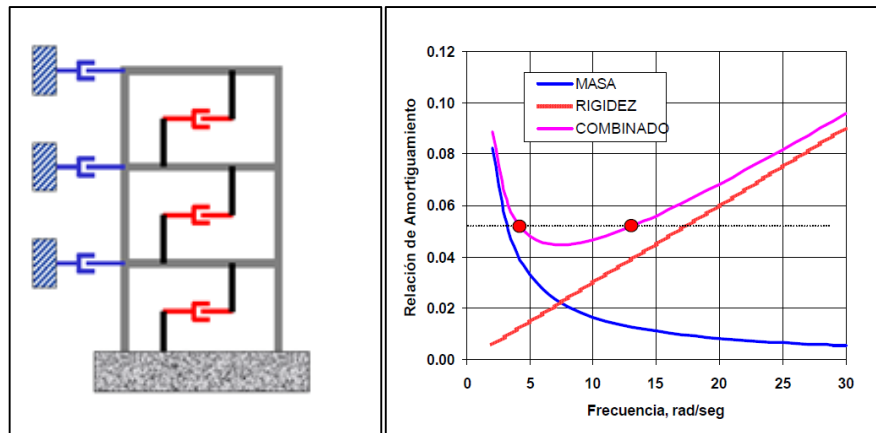 0.12
0.10
0.08
0.06
0.04
0.02
0.00
Relación de Amortiguamiento
MASA
RIGIDEZ
COMBINADO
0 5 10 15 20 25 30
Frecuencia, rad/seg